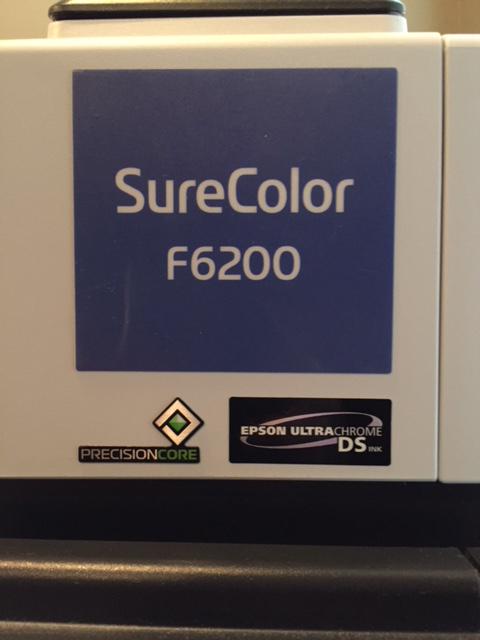 SureColor
F6200
PRECISIONCORE
EPSON ULTRACHROME
DS INK